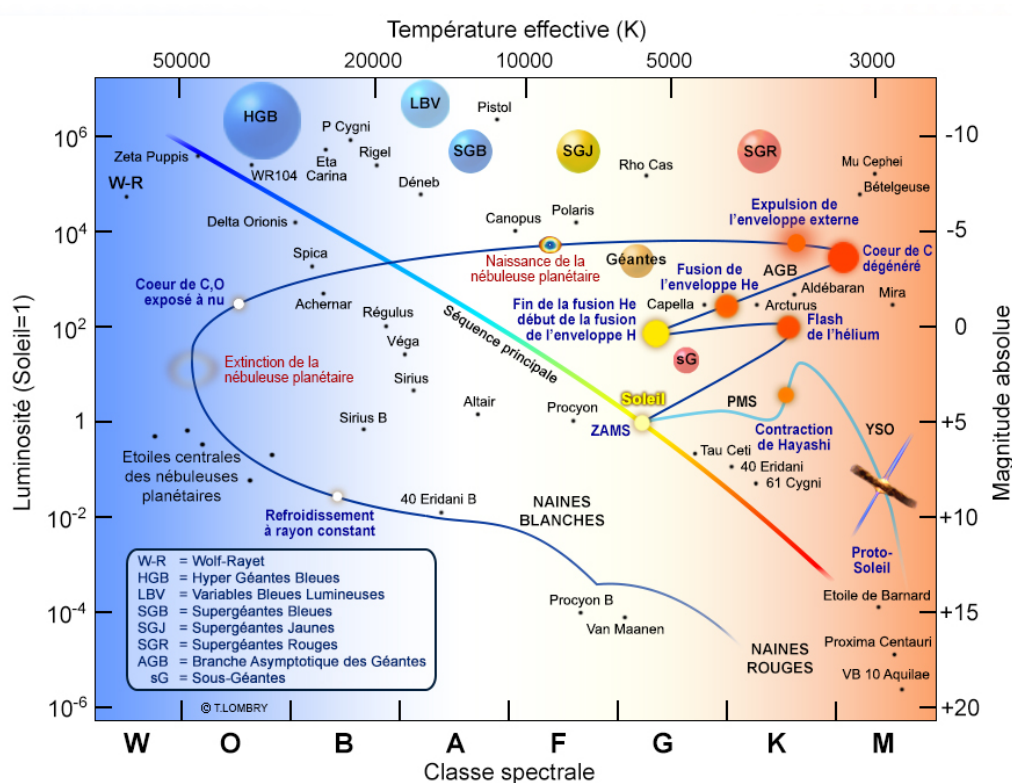 Température effective (K)
50000 20000 10000 5000 3000
Luminosité (Soleil=1)
10⁶
10⁴
10²
1
10⁻²
10⁻⁴
10⁻⁶
Magnitude absolue
-10
-5
0
+5
+10
+15
+20
HGB
LBV
Pistol
P Cygni
SGB
SGJ
SGR
Zeta Puppis
WR104
Eta
Carina
Rigel
Rho Cas
Mu Cephei
W-R
Déneb
Bételgeuse
Delta Orionis
Canopus
Polaris
Expulsion de
l'enveloppe externe
Spica
Naissance de la
nébuleuse planétaire
Géantes
Coeur de C
dégénéré
Coeur de C,O
exposé à nu
Achernar
Fusion de
l'enveloppe He
AGB
Aldébaran
Mira
Régulus
Fin de la fusion He
début de la fusion
de l'enveloppe H
Capella
Arcturus
Flash
de l'hélium
Séquence principale
Véga
sG
Extinction de la
nébuleuse planétaire
Sirius
Soleil
Altair
Procyon
PMS
Sirius B
ZAMS
Contraction
de Hayashi
YSO
Etoiles centrales
des nébuleuses
planétaires
Tau Ceti
40 Eridani
61 Cygni
40 Eridani B
NAINES
BLANCHES
Refroidissement
à rayon constant
Proto-
Soleil
W-R = Wolf-Rayet
HGB = Hyper Géantes Bleues
LBV = Variables Bleues Lumineuses
SGB = Supergéantes Bleues
SGJ = Supergéantes Jaunes
SGR = Supergéantes Rouges
AGB = Branche Asymptotique des Géantes
sG = Sous-Géantes
Procyon B
Van Maanen
Etoile de Barnard
NAINES
ROUGES
Proxima Centauri
VB 10 Aquilae
© T.LOMBRY
W O B A F G K M
Classe spectrale